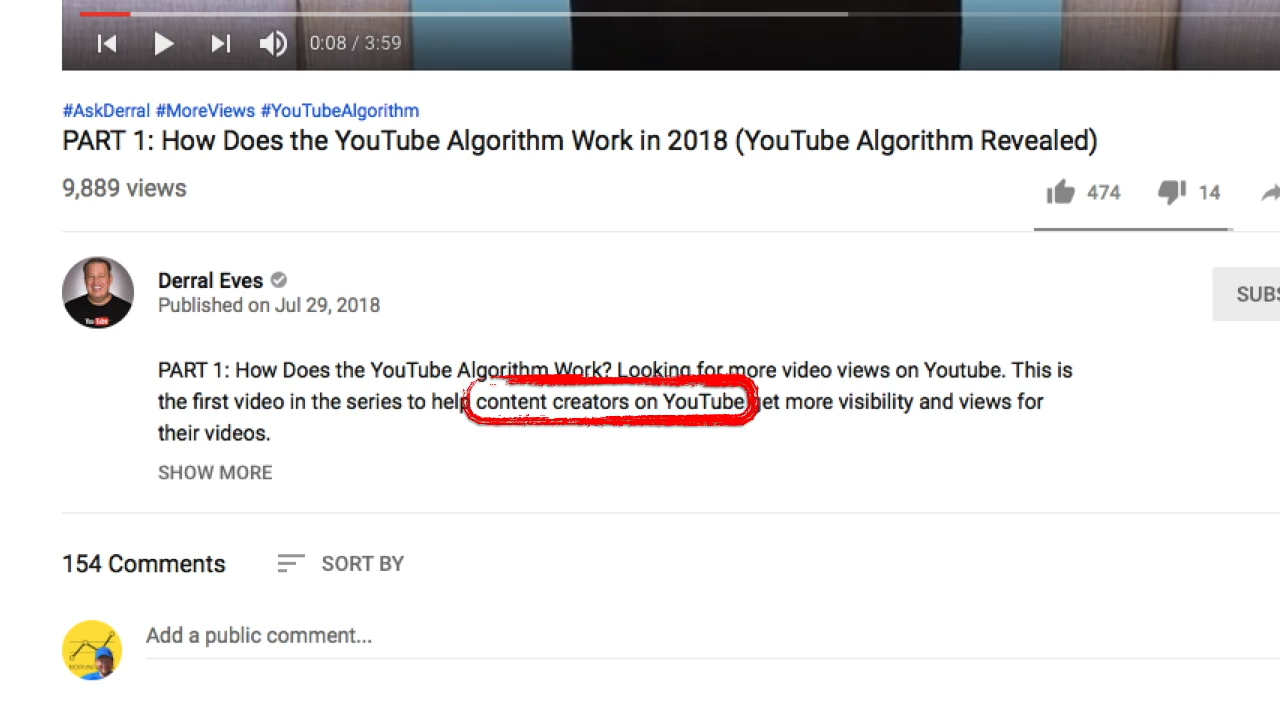 0:08 / 3:59
#AskDerral #MoreViews #YouTubeAlgorithm
PART 1: How Does the YouTube Algorithm Work in 2018 (YouTube Algorithm Revealed)
9,889 views
474 14
Derral Eves
SUBS
Published on Jul 29, 2018
You Tube
PART 1: How Does the YouTube Algorithm Work? Looking for more video views on Youtube. This is
the first video in the series to help content creators on YouTube get more visibility and views for
their videos.
SHOW MORE
154 Comments SORT BY
Add a public comment...